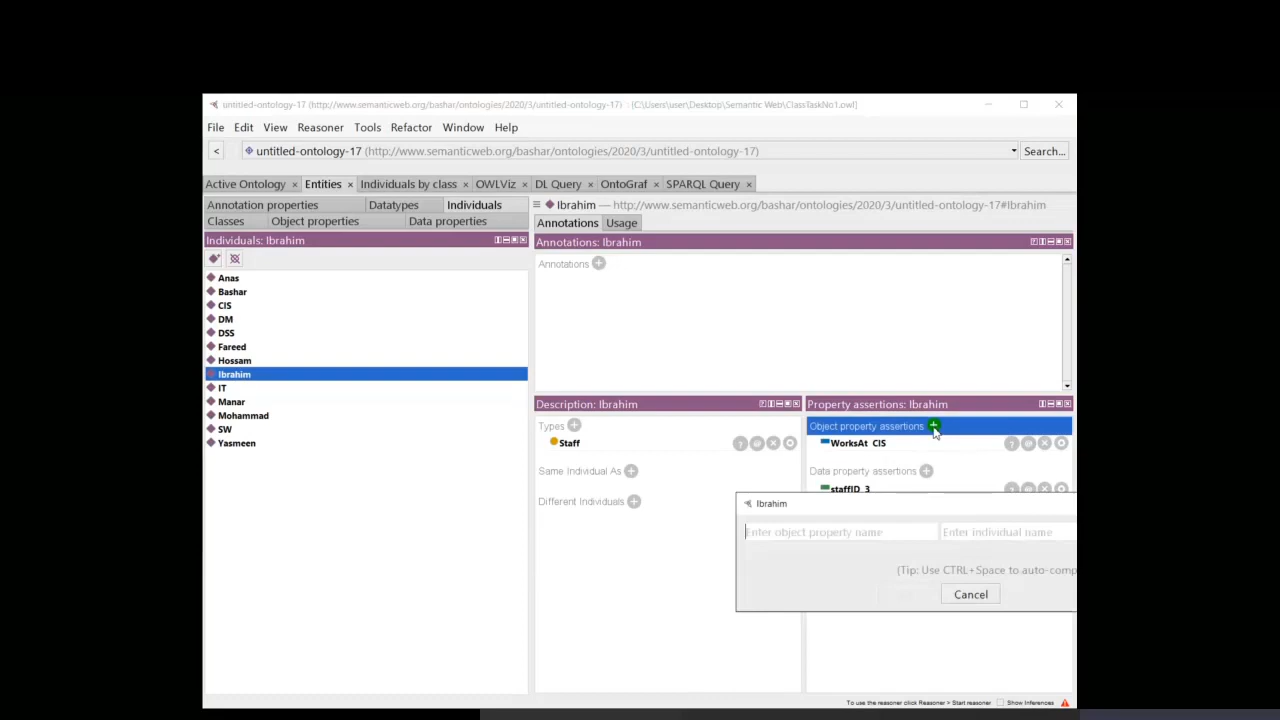 untitled-ontology-17 (http://www.semanticweb.org/bashar/ontologies/2020/3/untitled-ontology-17) : [C:\Users\user\Desktop\Semantic Web\ClassTaskNo1.owl]
File Edit View Reasoner Tools Refactor Window Help
< untitled-ontology-17 (http://www.semanticweb.org/bashar/ontologies/2020/3/untitled-ontology-17) Search...
Active Ontology × Entities × Individuals by class × OWLViz × DL Query × OntoGraf × SPARQL Query ×
Annotation properties Datatypes Individuals
Classes Object properties Data properties
Individuals: Ibrahim
Anas
Bashar
CIS
DM
DSS
Fareed
Hossam
Ibrahim
IT
Manar
Mohammad
SW
Yasmeen
Ibrahim — http://www.semanticweb.org/bashar/ontologies/2020/3/untitled-ontology-17#Ibrahim
Annotations Usage
Annotations: Ibrahim
Annotations
Description: Ibrahim
Types
Staff
Same Individual As
Different Individuals
Property assertions: Ibrahim
Object property assertions
WorksAt CIS
Data property assertions
staffID 3
Ibrahim
Enter object property name Enter individual name
(Tip: Use CTRL+Space to auto-comp
Cancel
To use the reasoner click Reasoner > Start reasoner Show Inferences